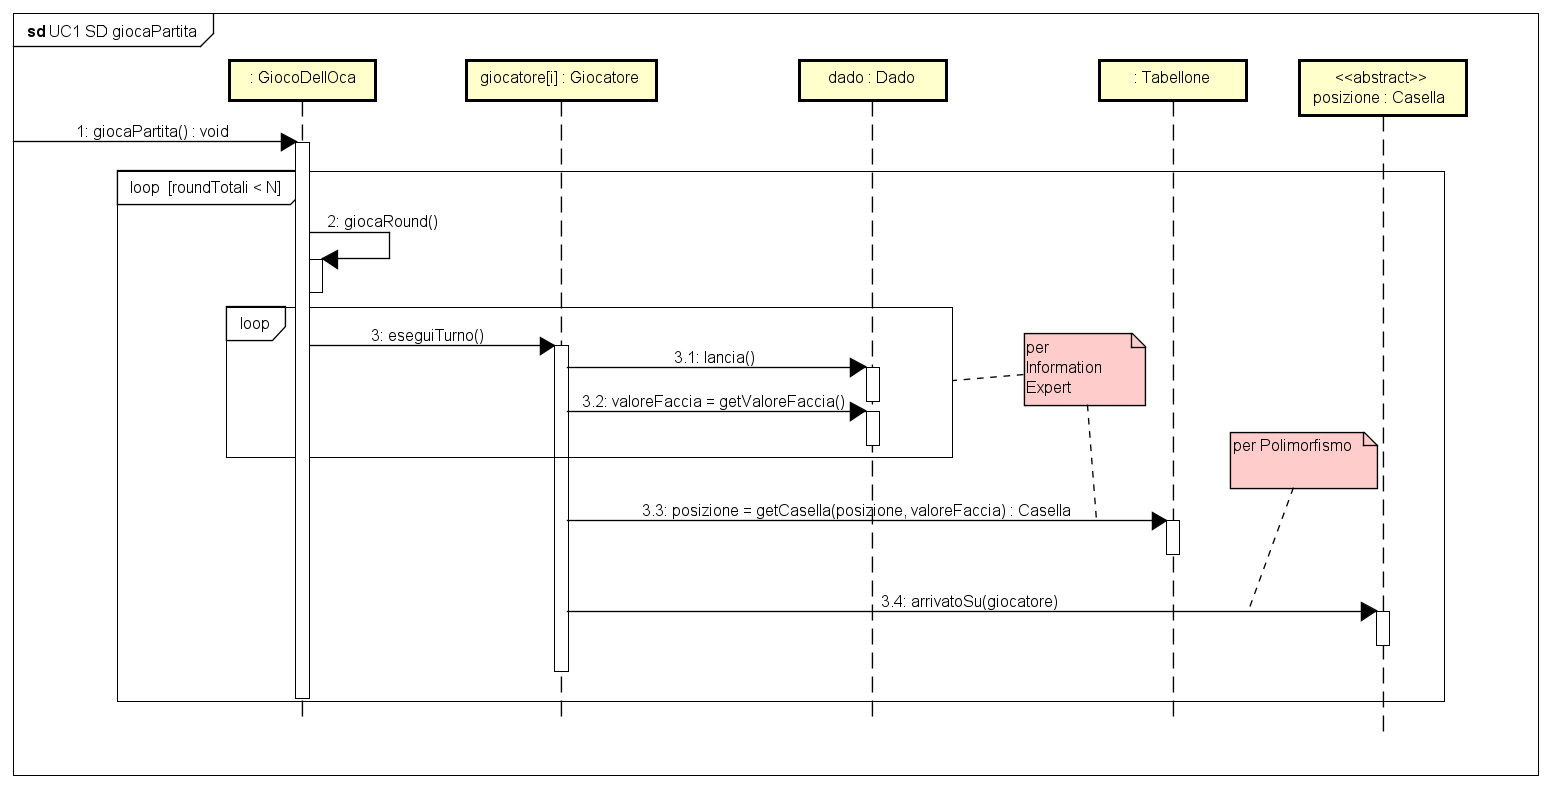 sd UC1 SD giocaPartita
: GiocoDellOca
giocatore[i] : Giocatore
dado : Dado
: Tabellone
<<abstract>>
posizione : Casella
1: giocaPartita() : void
loop [roundTotali < N]
2: giocaRound()
loop
3: eseguiTurno()
3.1: lancia()
per
Information
Expert
3.2: valoreFaccia = getValoreFaccia()
per Polimorfismo
3.3: posizione = getCasella(posizione, valoreFaccia) : Casella
3.4: arrivatoSu(giocatore)